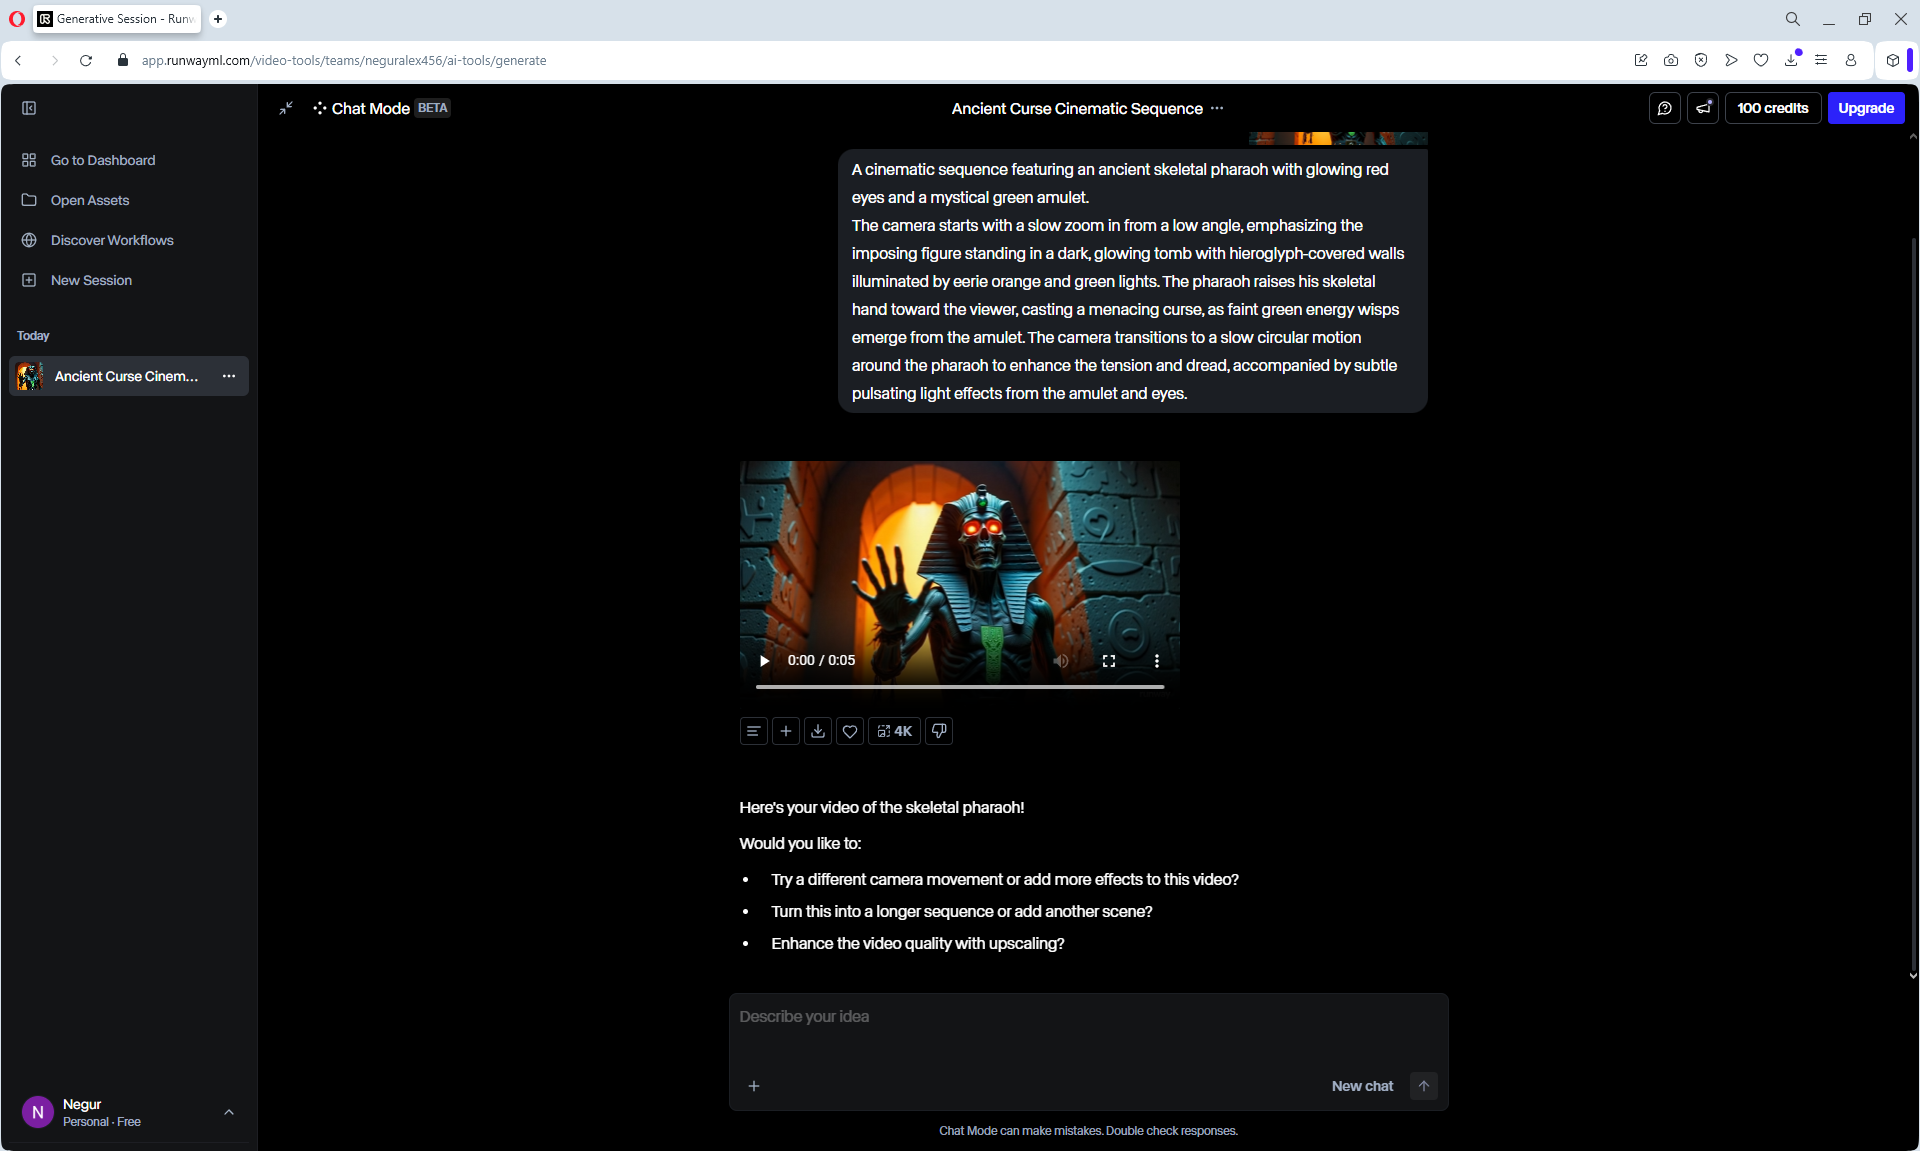 Generative Session - Runw
app.runwayml.com/video-tools/teams/neguralex456/ai-tools/generate
Chat Mode BETA
Ancient Curse Cinematic Sequence
100 credits
Upgrade
Go to Dashboard
Open Assets
Discover Workflows
New Session
Today
Ancient Curse Cinem...
A cinematic sequence featuring an ancient skeletal pharaoh with glowing red
eyes and a mystical green amulet.
The camera starts with a slow zoom in from a low angle, emphasizing the
imposing figure standing in a dark, glowing tomb with hieroglyph-covered walls
illuminated by eerie orange and green lights. The pharaoh raises his skeletal
hand toward the viewer, casting a menacing curse, as faint green energy wisps
emerge from the amulet. The camera transitions to a slow circular motion
around the pharaoh to enhance the tension and dread, accompanied by subtle
pulsating light effects from the amulet and eyes.
0:00 / 0:05
4K
Here's your video of the skeletal pharaoh!
Would you like to:
• Try a different camera movement or add more effects to this video?
• Turn this into a longer sequence or add another scene?
• Enhance the video quality with upscaling?
Describe your idea
New chat
Chat Mode can make mistakes. Double check responses.
N
Negur
Personal · Free